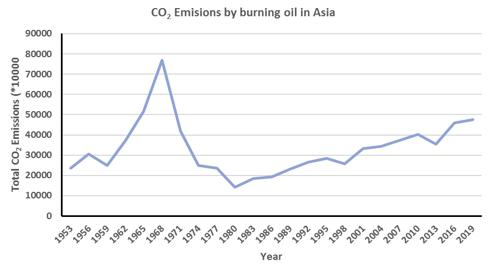 CO₂ Emisions by burning oil in Asia
Total CO₂ Emissions (*10000
90000
80000
70000
60000
50000
40000
30000
20000
10000
0
1953 1956 1959 1962 1965 1968 1971 1974 1977 1980 1983 1986 1989 1992 1995 1998 2001 2004 2007 2010 2013 2016 2019
Year